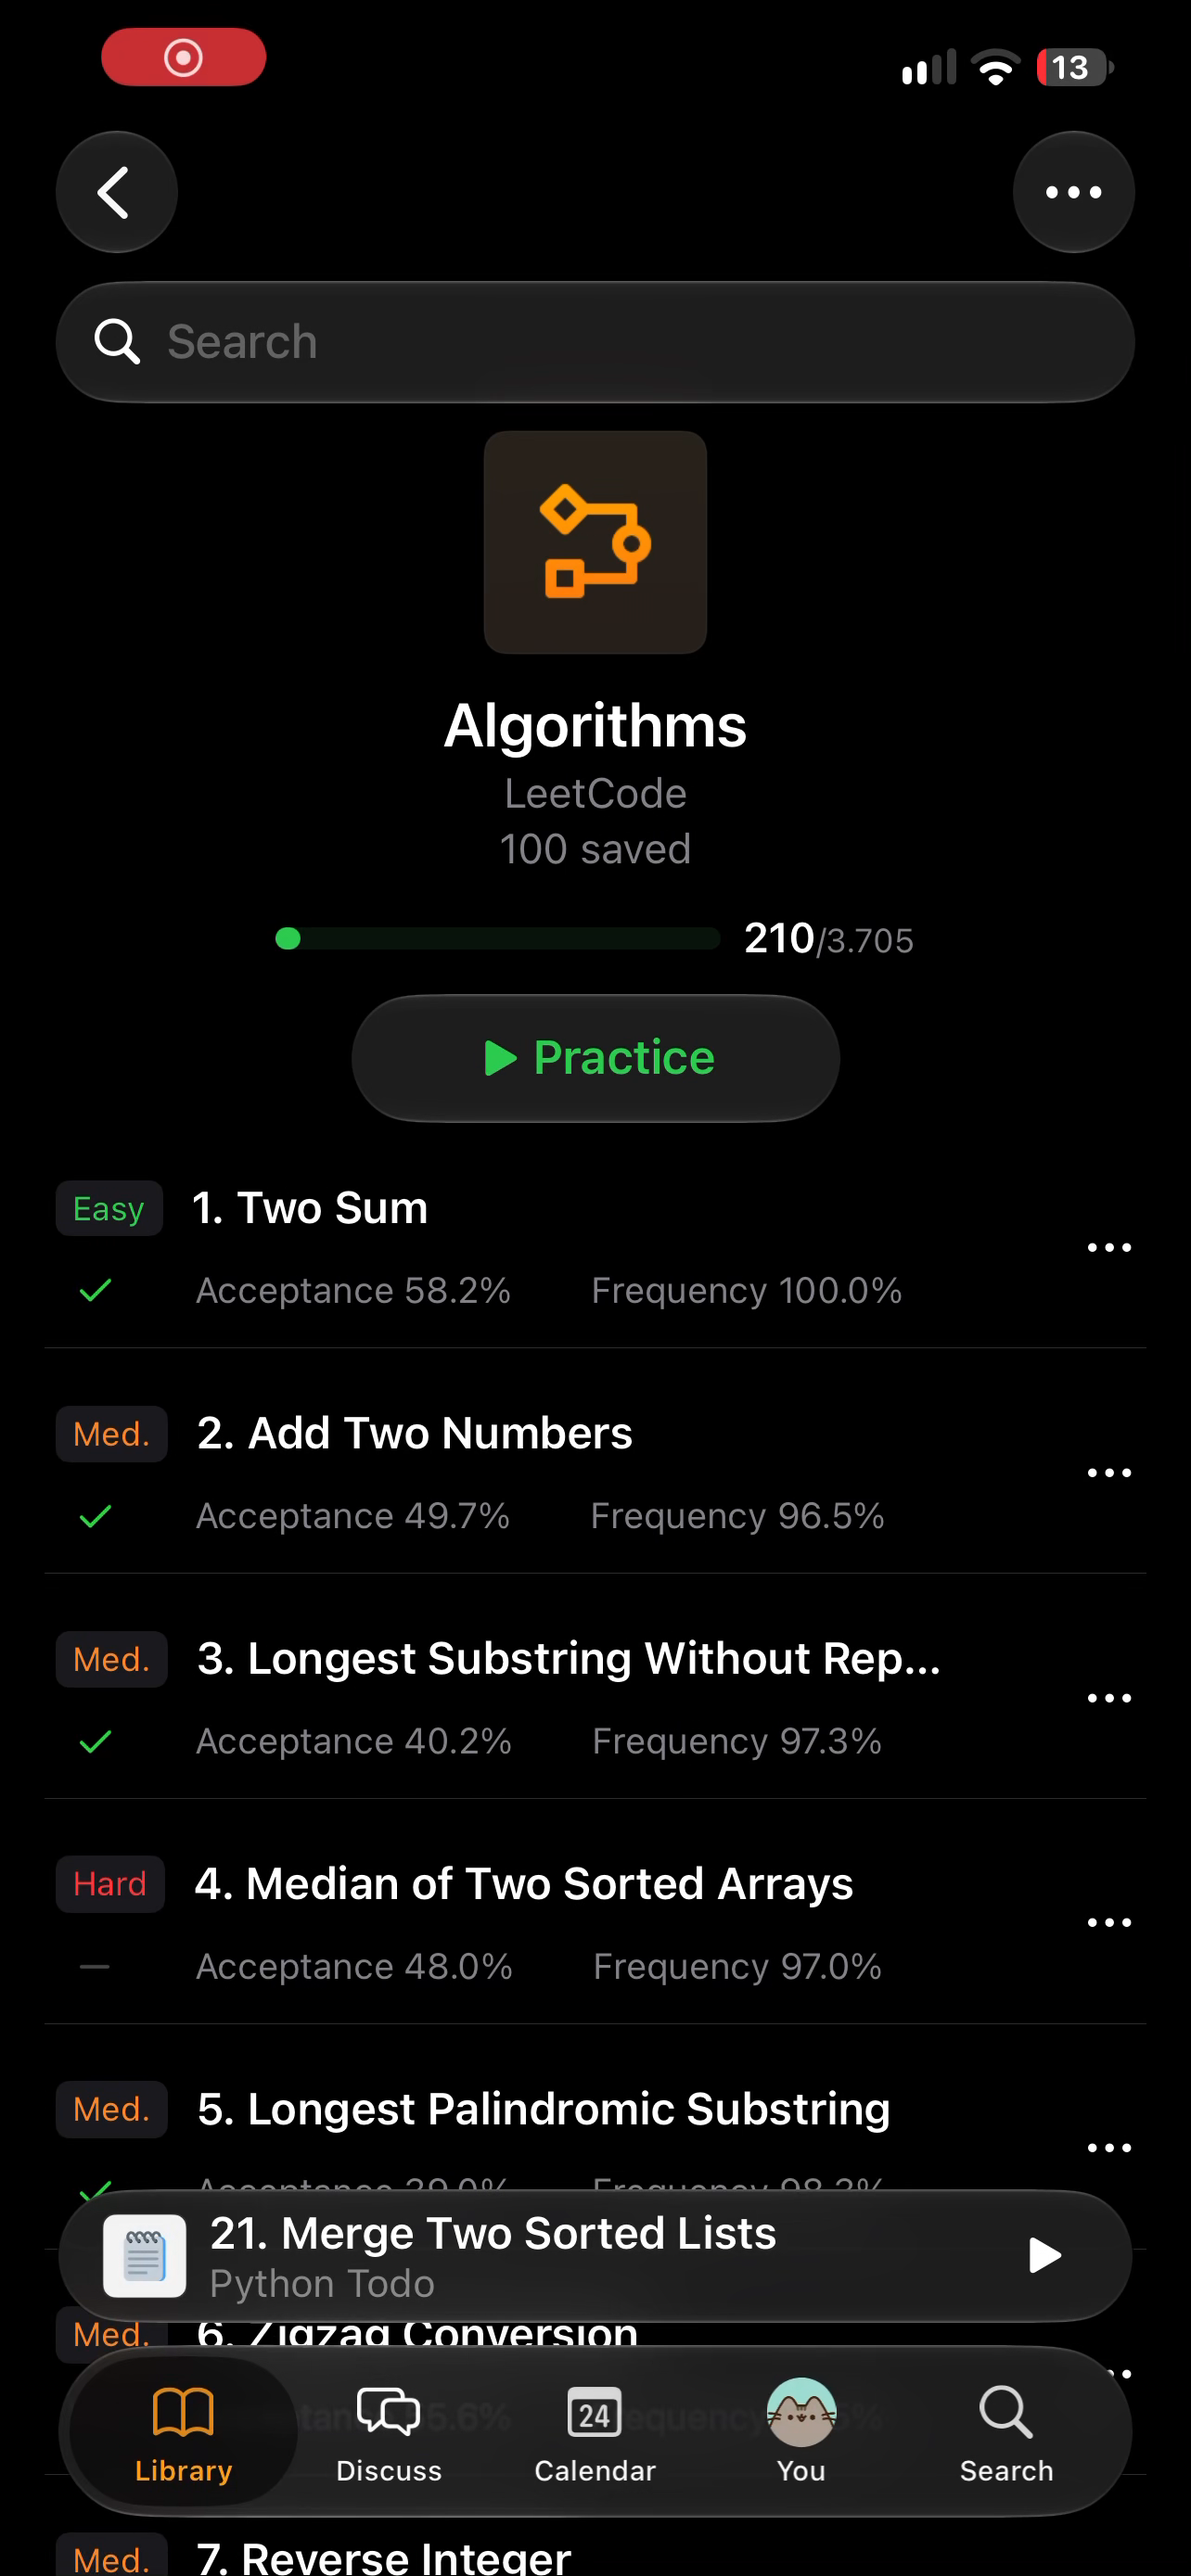 13
Search
Algorithms
LeetCode
100 saved
210/3.705
Practice
Easy 1. Two Sum
Acceptance 58.2% Frequency 100.0%
Med. 2. Add Two Numbers
Acceptance 49.7% Frequency 96.5%
Med. 3. Longest Substring Without Rep...
Acceptance 40.2% Frequency 97.3%
Hard 4. Median of Two Sorted Arrays
Acceptance 48.0% Frequency 97.0%
Med. 5. Longest Palindromic Substring
Acceptance Frequency
21. Merge Two Sorted Lists
Python Todo
Med. 6. Zigzag Conversion
24
Library Discuss Calendar You Search
Med. 7. Reverse Integer